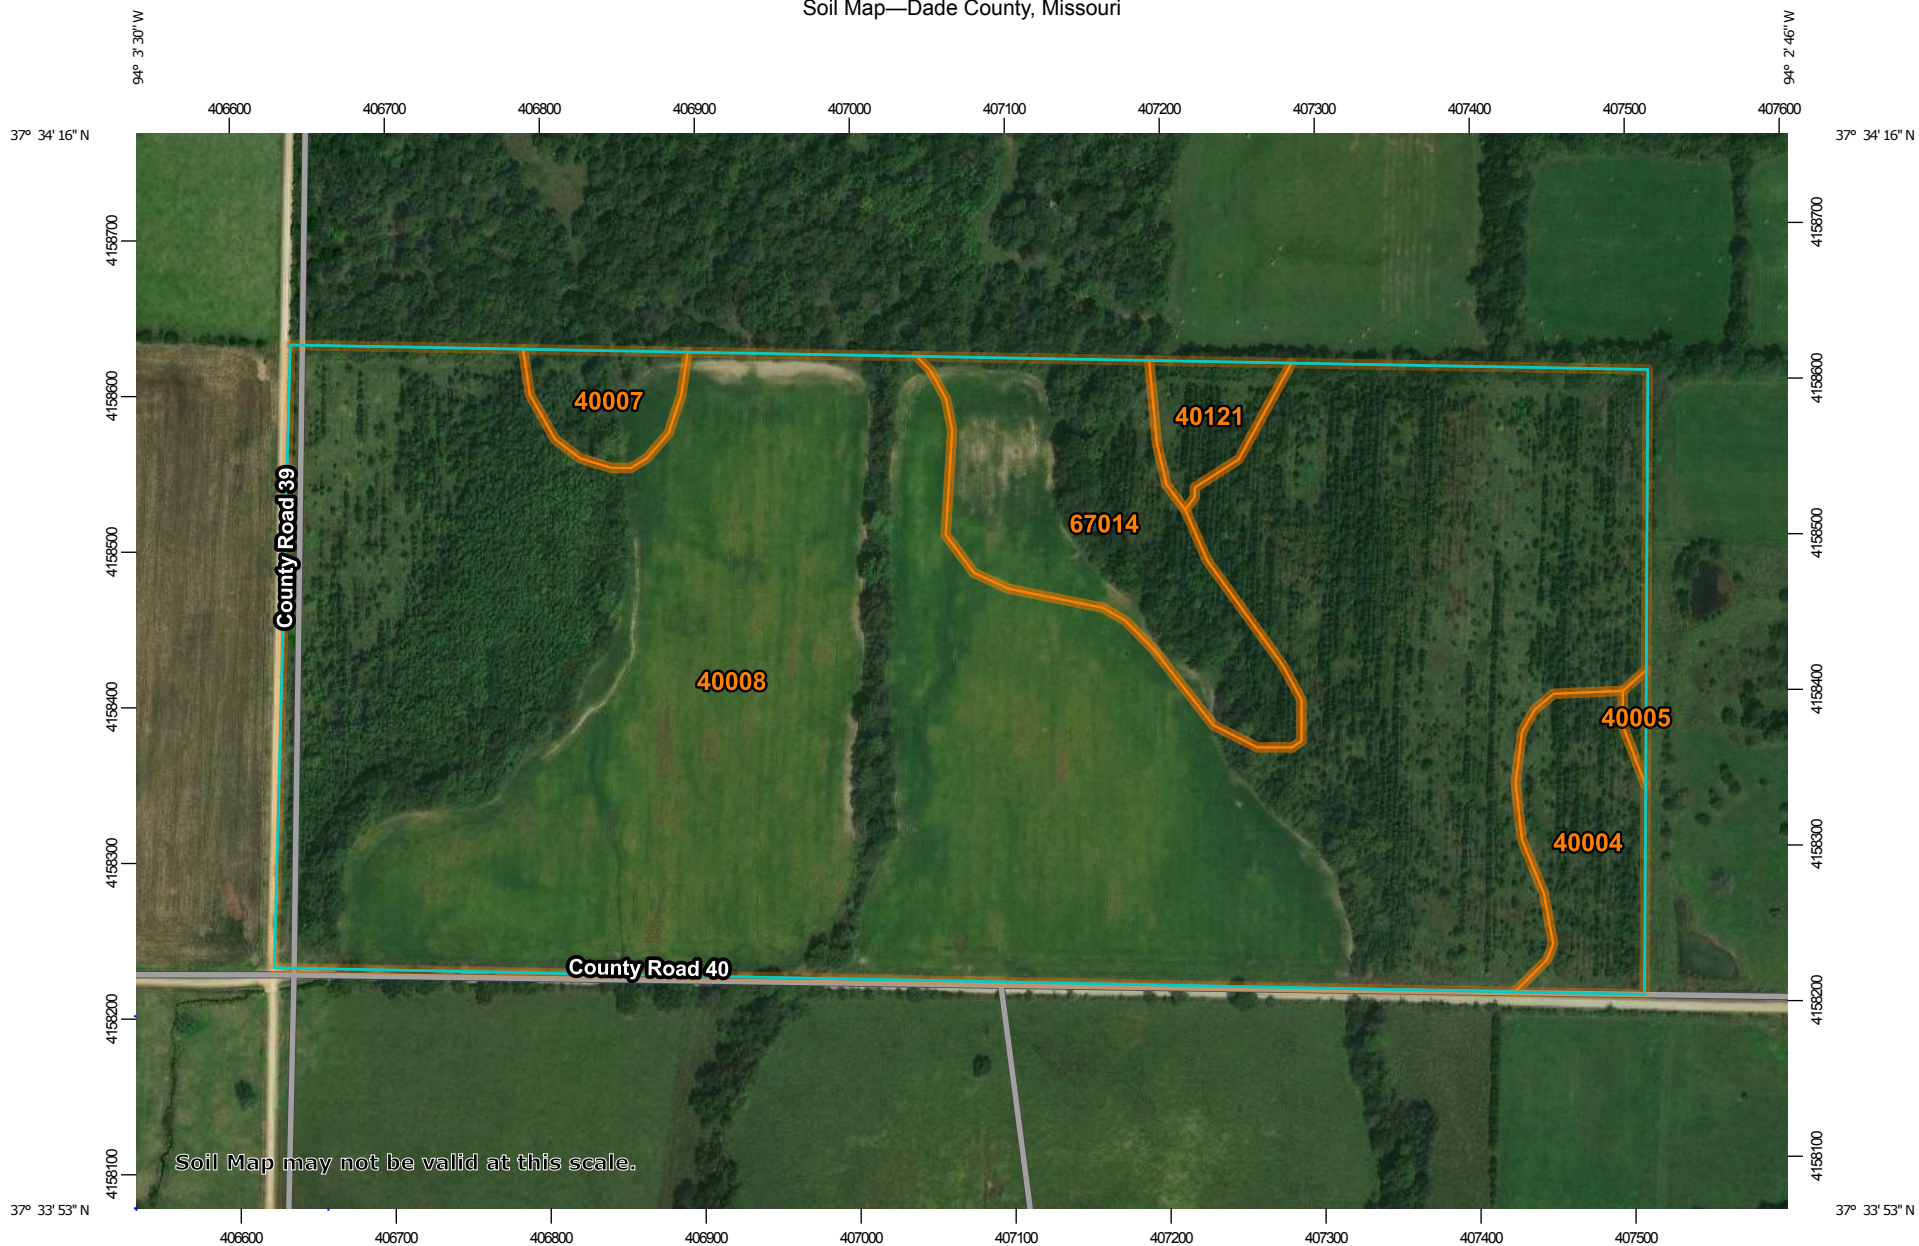 Soil Map—Dade County, Missouri
94° 3' 30'' W
94° 2' 46'' W
406600 406700 406800 406900 407000 407100 407200 407300 407400 407500 407600
37° 34' 16'' N
37° 34' 16'' N
4158700
4158700
4158600
4158600
4158500
4158500
4158400
4158400
4158300
4158300
4158200
4158200
4158100
4158100
40007
40121
County Road 39
67014
40008
40005
40004
County Road 40
Soil Map may not be valid at this scale.
37° 33' 53'' N
37° 33' 53'' N
406600 406700 406800 406900 407000 407100 407200 407300 407400 407500